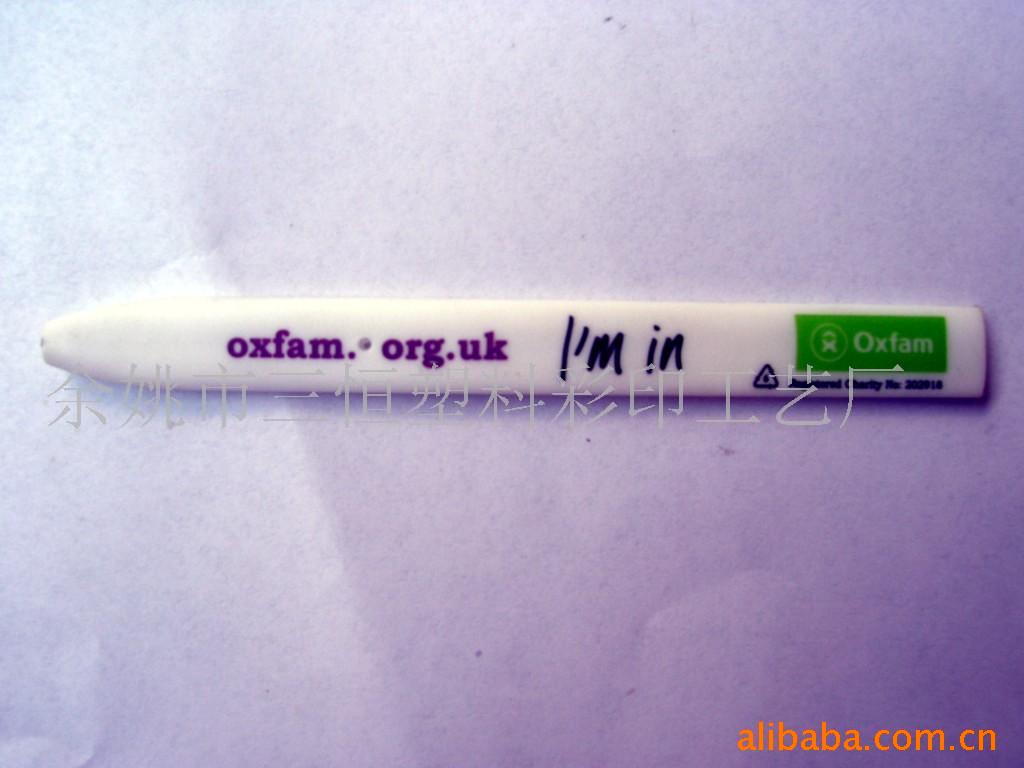 oxfam. org.uk
I'm in
Oxfam
Charity No: 202918
余姚市三恒塑料彩印工艺厂
alibaba.com.cn